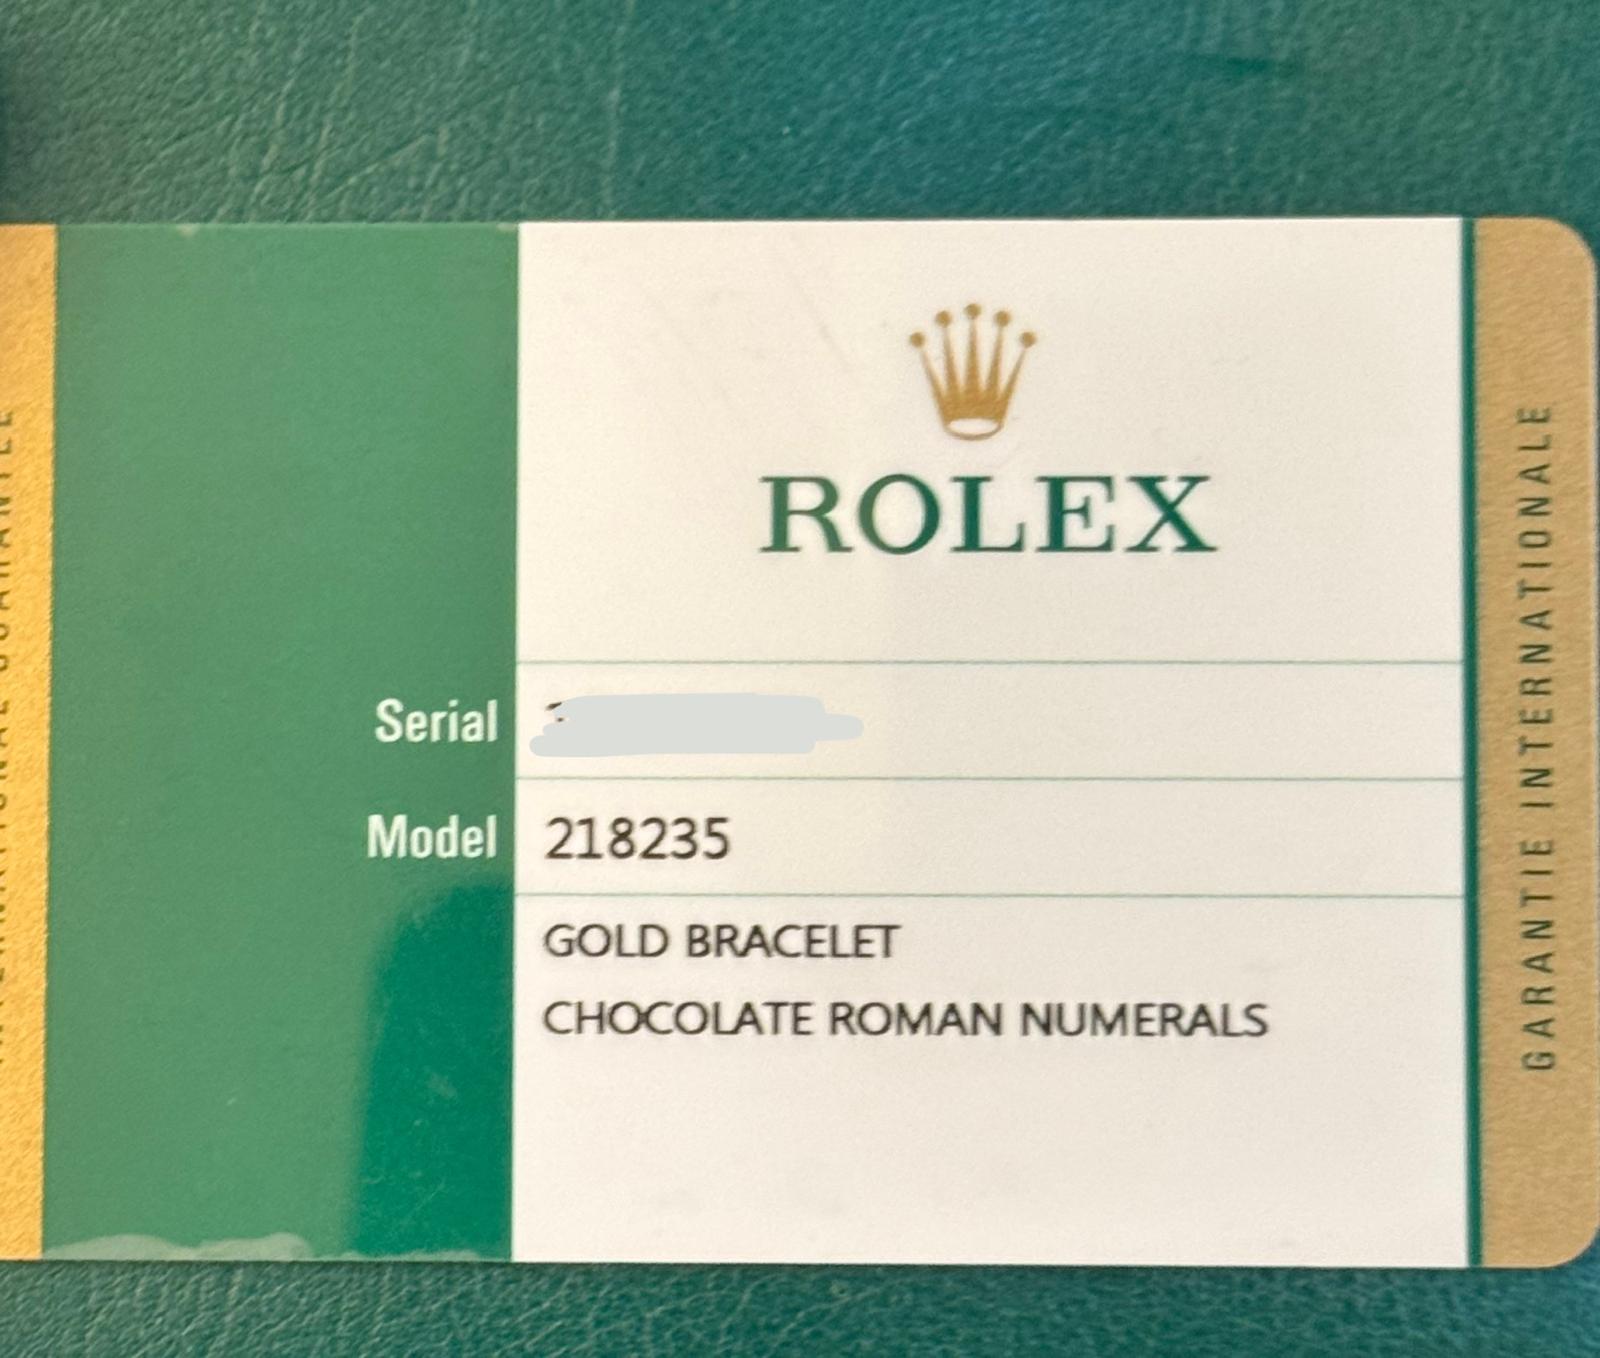 ROLEX
Serial
Model 218235
GOLD BRACELET
CHOCOLATE ROMAN NUMERALS
GARANTIE INTERNATIONALE